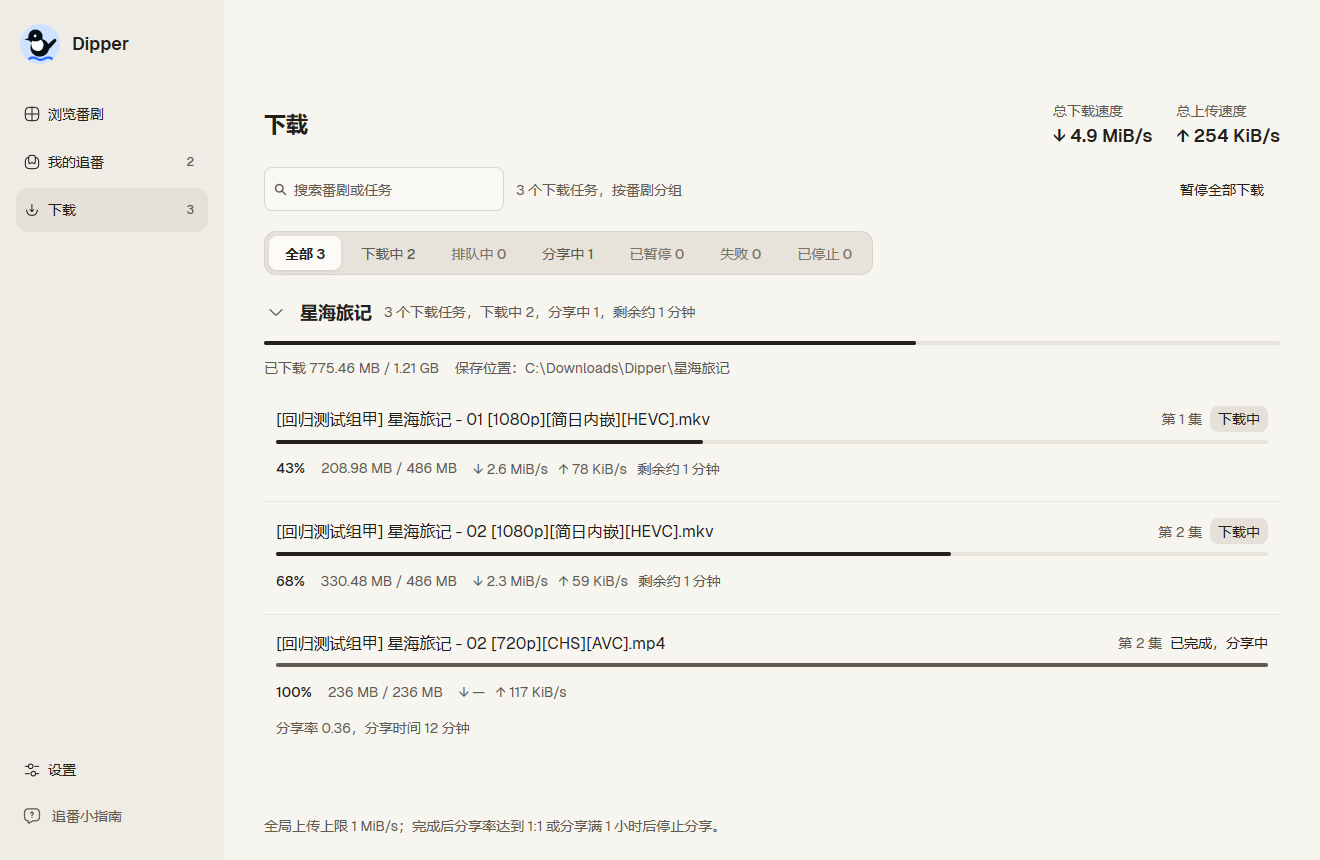 Dipper
浏览番剧
我的追番 2
下载 3
设置
追番小指南
下载
总下载速度
↓ 4.9 MiB/s
总上传速度
↑ 254 KiB/s
搜索番剧或任务
3 个下载任务，按番剧分组
暂停全部下载
全部 3 下载中 2 排队中 0 分享中 1 已暂停 0 失败 0 已停止 0
星海旅记 3 个下载任务，下载中 2，分享中 1，剩余约 1 分钟
已下载 775.46 MB / 1.21 GB 保存位置：C:\Downloads\Dipper\星海旅记
[回归测试组甲] 星海旅记 - 01 [1080p][简日内嵌][HEVC].mkv 第 1 集 下载中
43% 208.98 MB / 486 MB ↓ 2.6 MiB/s ↑ 78 KiB/s 剩余约 1 分钟
[回归测试组甲] 星海旅记 - 02 [1080p][简日内嵌][HEVC].mkv 第 2 集 下载中
68% 330.48 MB / 486 MB ↓ 2.3 MiB/s ↑ 59 KiB/s 剩余约 1 分钟
[回归测试组甲] 星海旅记 - 02 [720p][CHS][AVC].mp4 第 2 集 已完成，分享中
100% 236 MB / 236 MB ↓ — ↑ 117 KiB/s
分享率 0.36，分享时间 12 分钟
全局上传上限 1 MiB/s；完成后分享率达到 1:1 或分享满 1 小时后停止分享。